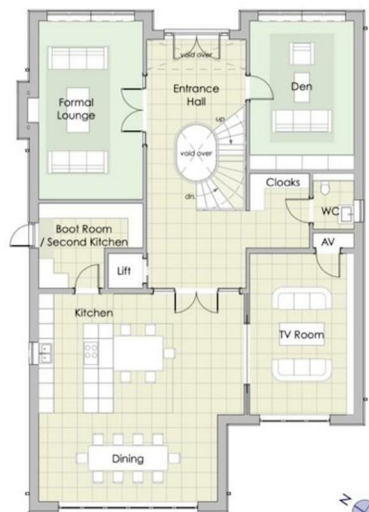 void over
Formal
Lounge
Entrance
Hall
Den
up
void over
dn.
Cloaks
WC
Boot Room
/ Second Kitchen
Lift
AV
Kitchen
TV Room
Dining
N